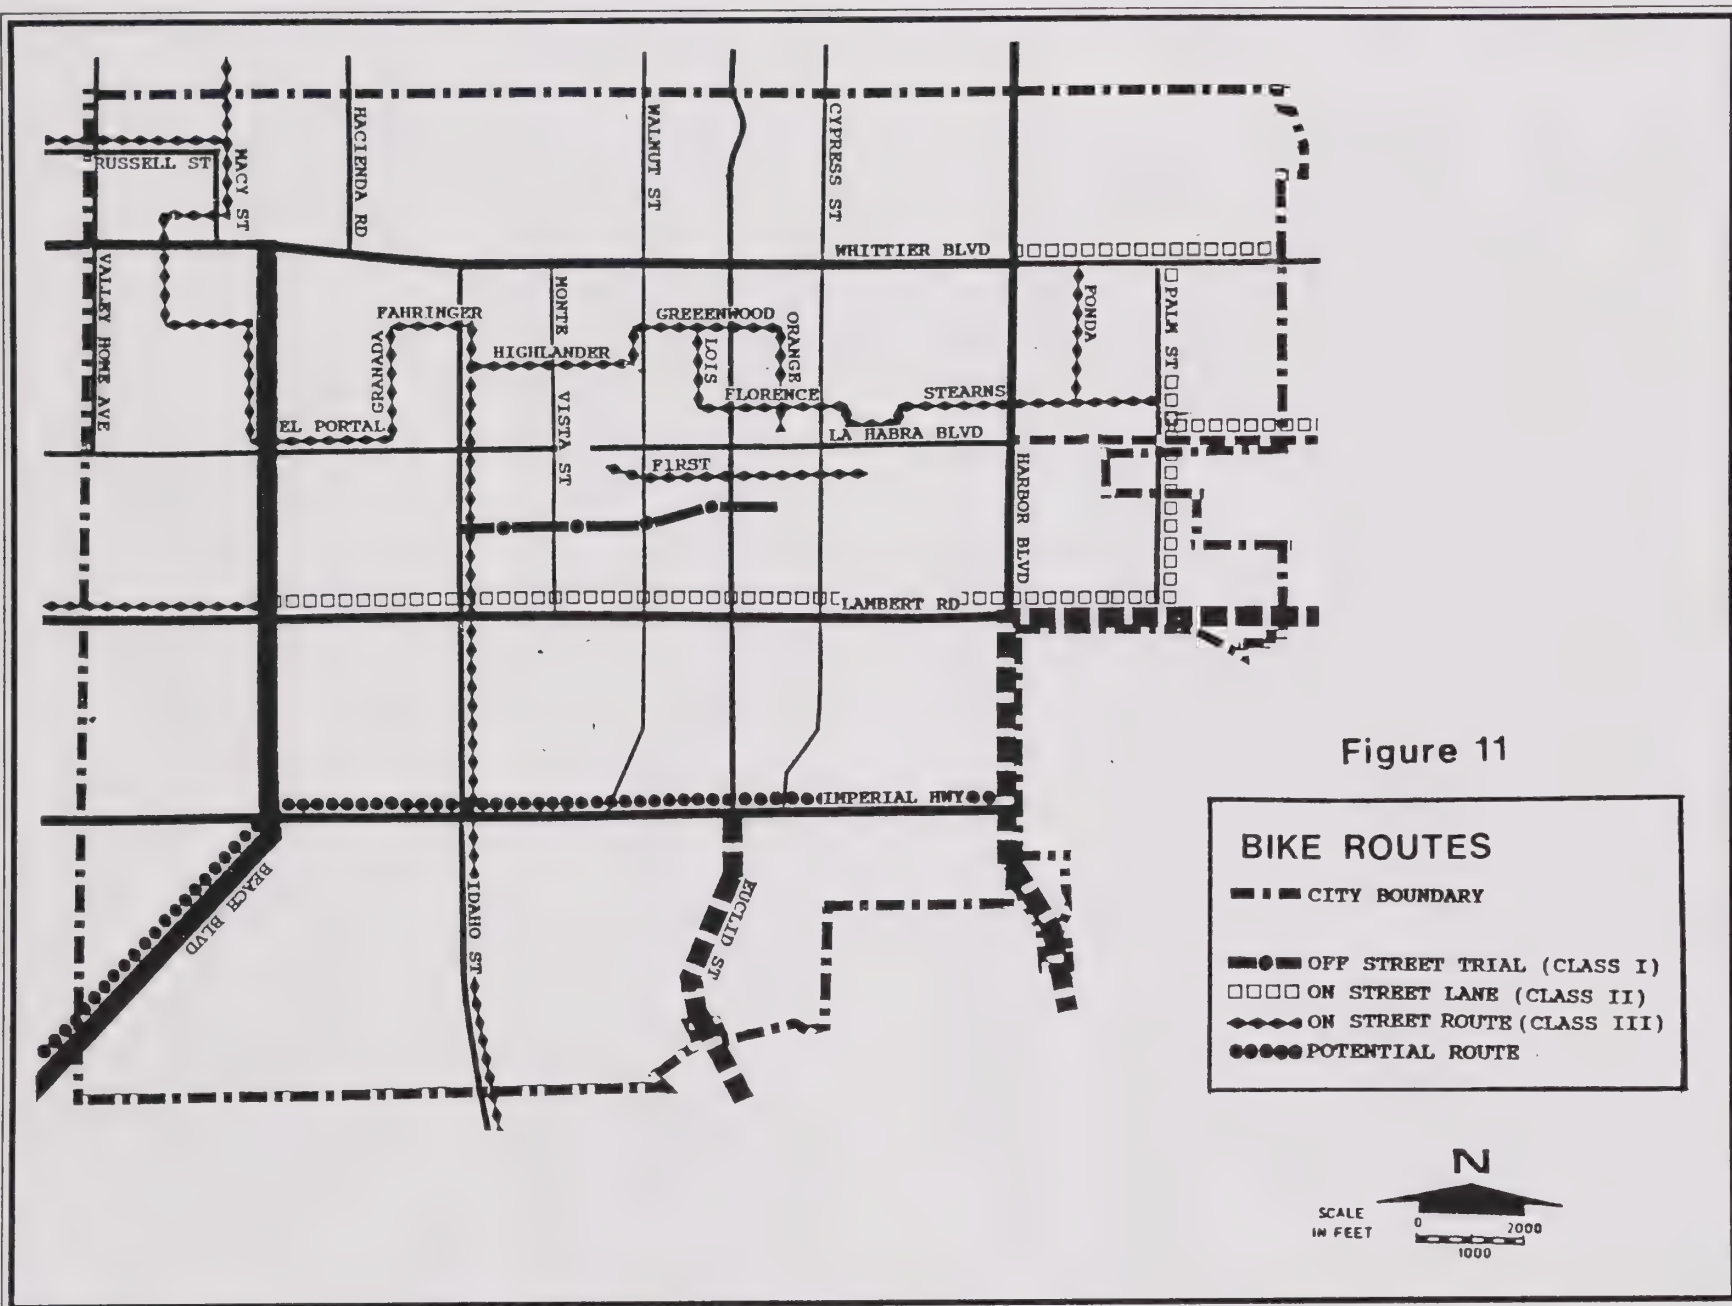 RUSSELL ST
MACY ST
HACIENDA RD
WALNUT ST
CYPRESS ST
WHITTIER BLVD
VALLEY HOME AVE
FAHRINGER
GRANADA
EL PORTAL
MONTE VISTA ST
HIGHLANDER
GREEENWOOD
LOIS
ORANGE
FLORENCE
STEARNS
PONDA
PALM ST
LA HABRA BLVD
FIRST
HARBOR BLVD
LAMBERT RD
IMPERIAL HWY
BEACH BLVD
IDAHO ST
EUCLID ST
Figure 11
BIKE ROUTES
CITY BOUNDARY
OFF STREET TRIAL (CLASS I)
ON STREET LANE (CLASS II)
ON STREET ROUTE (CLASS III)
POTENTIAL ROUTE
N
SCALE
IN FEET
0 2000
1000